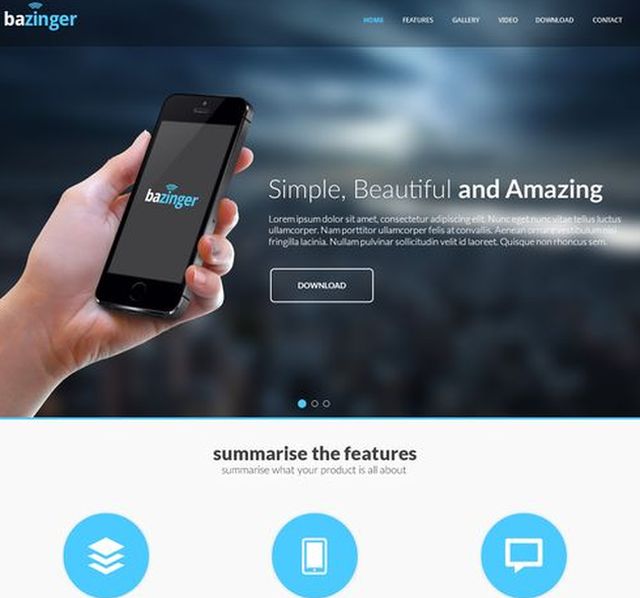 bazinger
HOME FEATURES GALLERY VIDEO DOWNLOAD CONTACT
bazinger
Simple, Beautiful and Amazing
Lorem ipsum dolor sit amet, consectetur adipiscing elit. Nunc eget nunc vitae tellus luctus
ullamcorper. Nam porttitor ullamcorper felis at convallis. Aenean ornare vestibulum nisi
fringilla lacinia. Nullam pulvinar sollicitudin velit id laoreet. Quisque non rhoncus sem.
DOWNLOAD
summarise the features
summarise what your product is all about